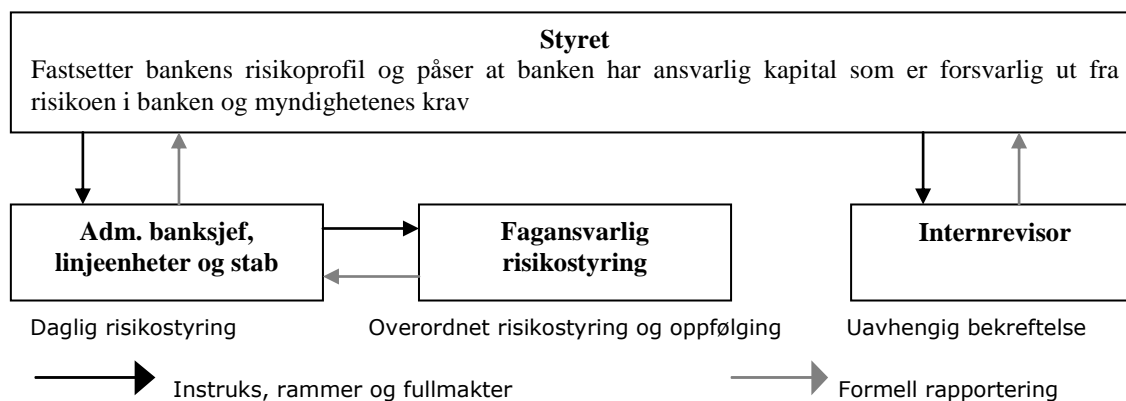 Styret
Fastsetter bankens risikoprofil og påser at banken har ansvarlig kapital som er forsvarlig ut fra
risikoen i banken og myndighetenes krav
Adm. banksjef,
linjeenheter og stab
Fagansvarlig
risikostyring
Internrevisor
Daglig risikostyring
Overordnet risikostyring og oppfølging
Uavhengig bekreftelse
Instruks, rammer og fullmakter
Formell rapportering